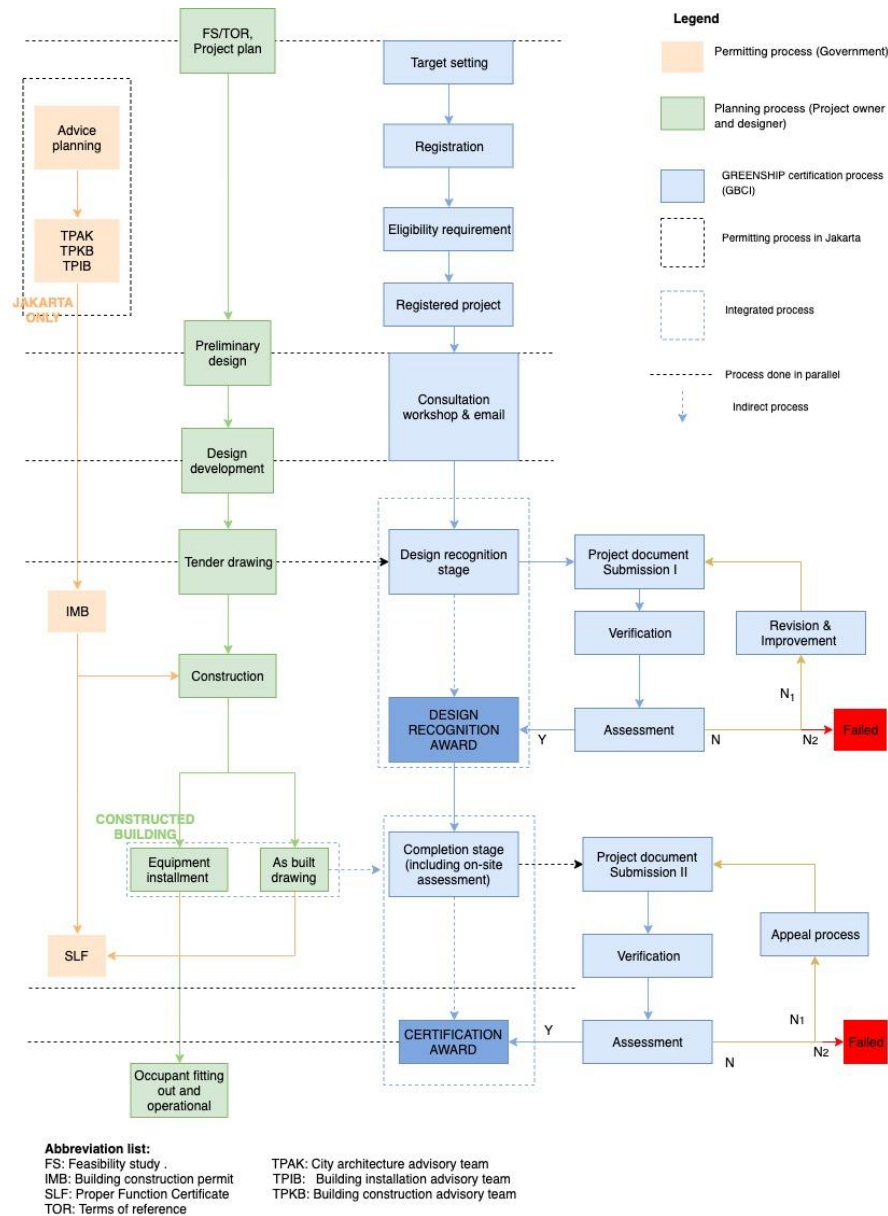 FS/TOR,
Project plan
Target setting
Advice
planning
Registration
TPAK
TPKB
TPIB
Eligibility requirement
JAKARTA
ONLY
Registered project
Preliminary
design
Consultation
workshop & email
Design
development
Tender drawing
Design recognition
stage
Project document
Submission I
IMB
Verification
Revision &
Improvement
Construction
N1
DESIGN
RECOGNITION
AWARD
Y
Assessment
N
N2
Failed
CONSTRUCTED
BUILDING
Equipment
installment
As built
drawing
Completion stage
(including on-site
assessment)
Project document
Submission II
Appeal process
SLF
Verification
N1
CERTIFICATION
AWARD
Y
Assessment
N
N2
Failed
Occupant fitting
out and
operational
Legend
Permitting process (Government)
Planning process (Project owner
and designer)
GREENSHIP certification process
(GBCI)
Permitting process in Jakarta
Integrated process
Process done in parallel
Indirect process
Abbreviation list:
FS: Feasibility study .
IMB: Building construction permit
SLF: Proper Function Certificate
TOR: Terms of reference
TPAK: City architecture advisory team
TPIB: Building installation advisory team
TPKB: Building construction advisory team